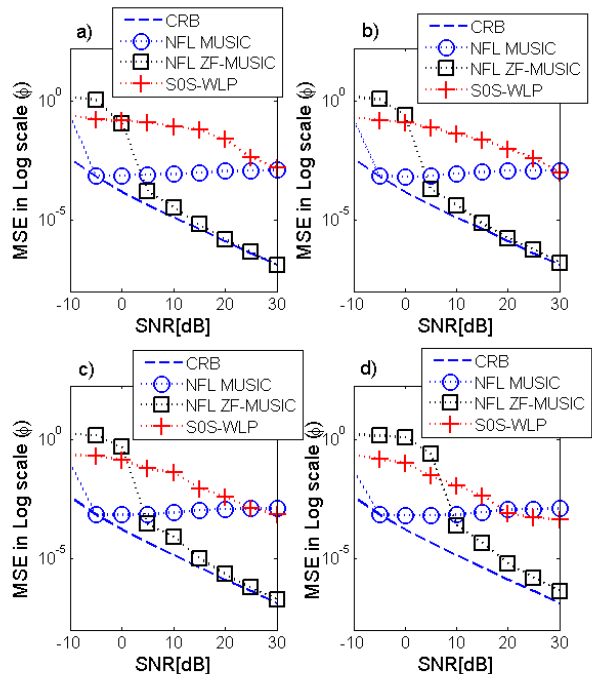 a)
CRB
NFL MUSIC
NFL ZF-MUSIC
S0S-WLP
MSE in Log scale (ϕ)
10^0
10^-5
-10 0 10 20 30
SNR[dB]
b)
CRB
NFL MUSIC
NFL ZF-MUSIC
S0S-WLP
MSE in Log scale (ϕ)
10^0
10^-5
-10 0 10 20 30
SNR[dB]
c)
CRB
NFL MUSIC
NFL ZF-MUSIC
S0S-WLP
MSE in Log scale (ϕ)
10^0
10^-5
-10 0 10 20 30
SNR[dB]
d)
CRB
NFL MUSIC
NFL ZF-MUSIC
S0S-WLP
MSE in Log scale (ϕ)
10^0
10^-5
-10 0 10 20 30
SNR[dB]